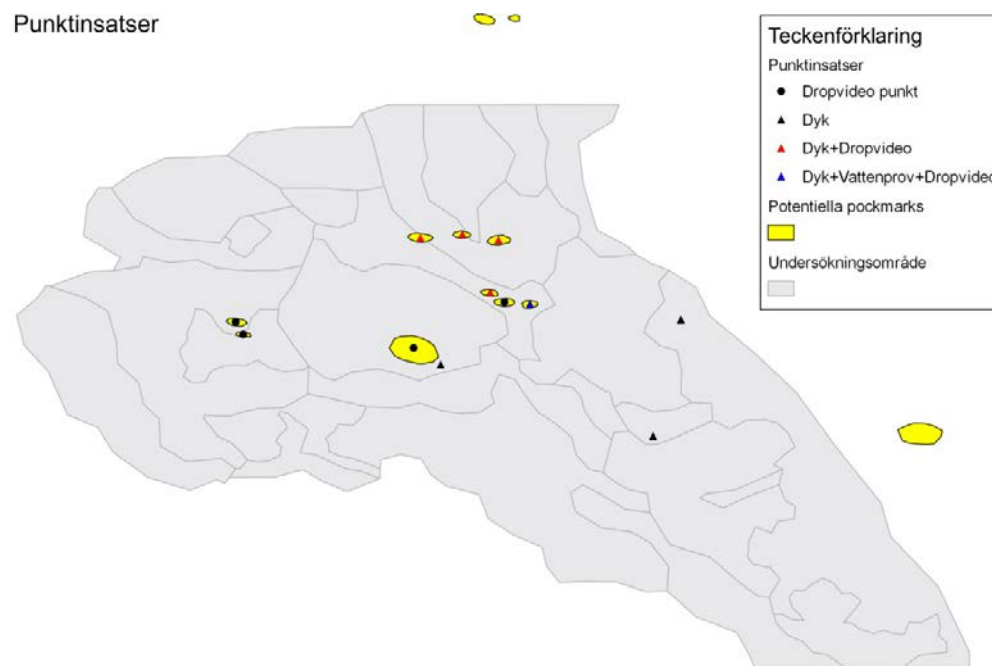 Punktinsatser
Teckenförklaring
Punktinsatser
Dropvideo punkt
Dyk
Dyk+Dropvideo
Dyk+Vattenprov+Dropvideo
Potentiella pockmarks
Undersökningsområde